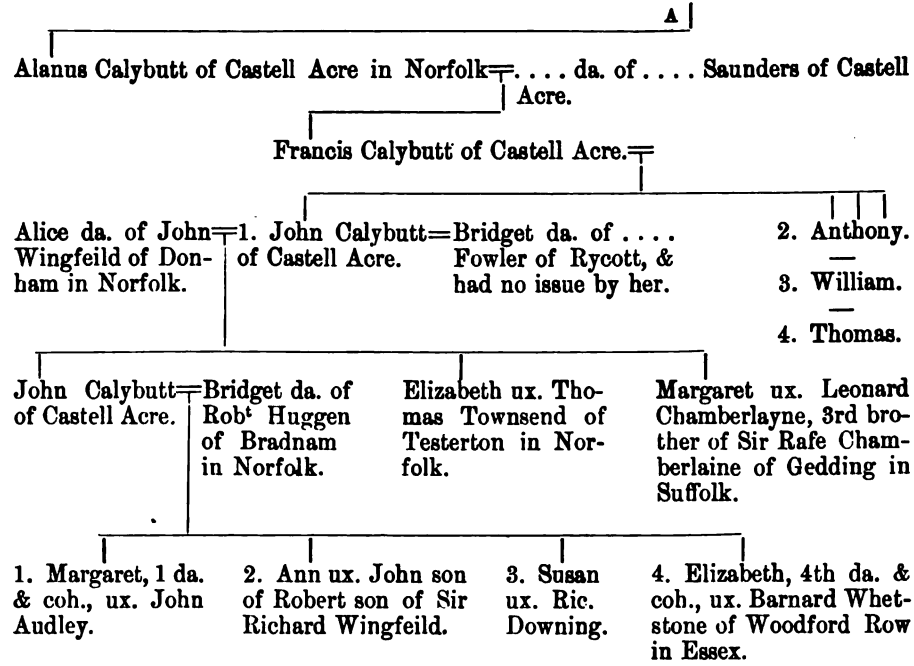 A
Alanus Calybutt of Castell Acre in Norfolk=.... da. of .... Saunders of Castell
Acre.
Francis Calybutt of Castell Acre.=
Alice da. of John
Wingfeild of Don-
ham in Norfolk.
=1. John Calybutt=
of Castell Acre.
Bridget da. of ....
Fowler of Rycott, &
had no issue by her.
2. Anthony.
—
3. William.
—
4. Thomas.
John Calybutt=
of Castell Acre.
Bridget da. of
Robᵗ Huggen
of Bradnam
in Norfolk.
Elizabeth ux. Tho-
mas Townsend of
Testerton in Nor-
folk.
Margaret ux. Leonard
Chamberlayne, 3rd bro-
ther of Sir Rafe Cham-
berlaine of Gedding in
Suffolk.
1. Margaret, 1 da.
& coh., ux. John
Audley.
2. Ann ux. John son
of Robert son of Sir
Richard Wingfeild.
3. Susan
ux. Ric.
Downing.
4. Elizabeth, 4th da. &
coh., ux. Barnard Whet-
stone of Woodford Row
in Essex.